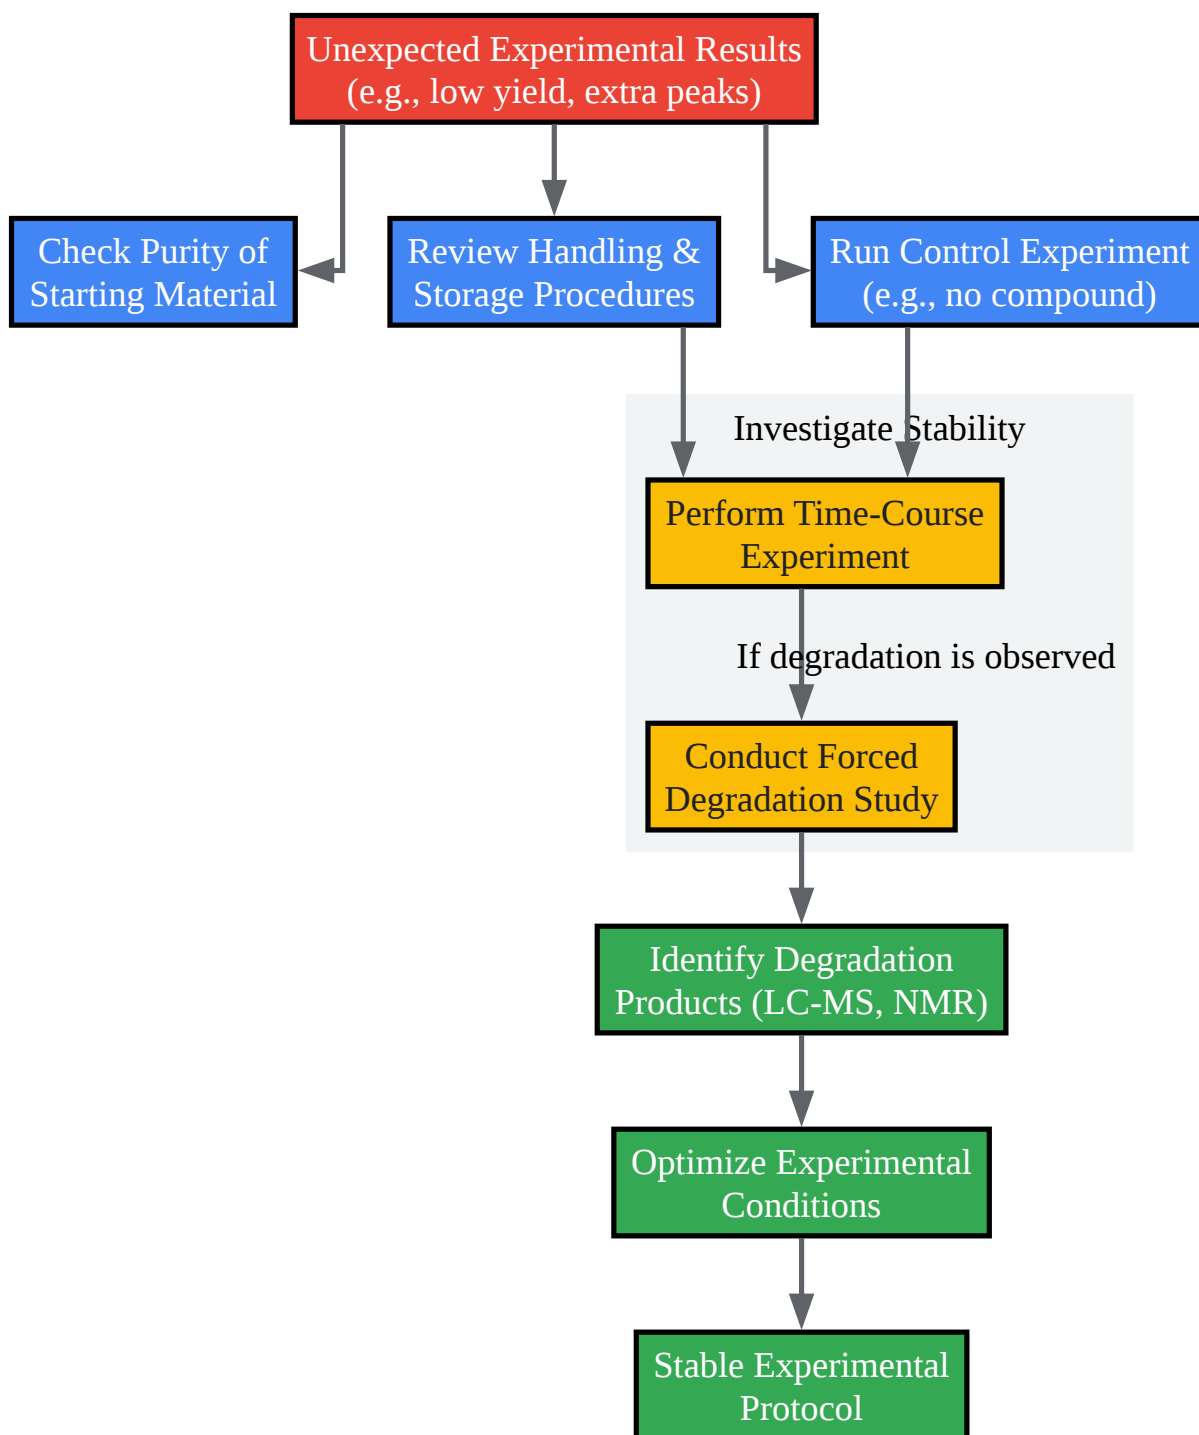 Unexpected Experimental Results
(e.g., low yield, extra peaks)
Check Purity of
Starting Material
Review Handling &
Storage Procedures
Run Control Experiment
(e.g., no compound)
Investigate Stability
Perform Time-Course
Experiment
If degradation is observed
Conduct Forced
Degradation Study
Identify Degradation
Products (LC-MS, NMR)
Optimize Experimental
Conditions
Stable Experimental
Protocol